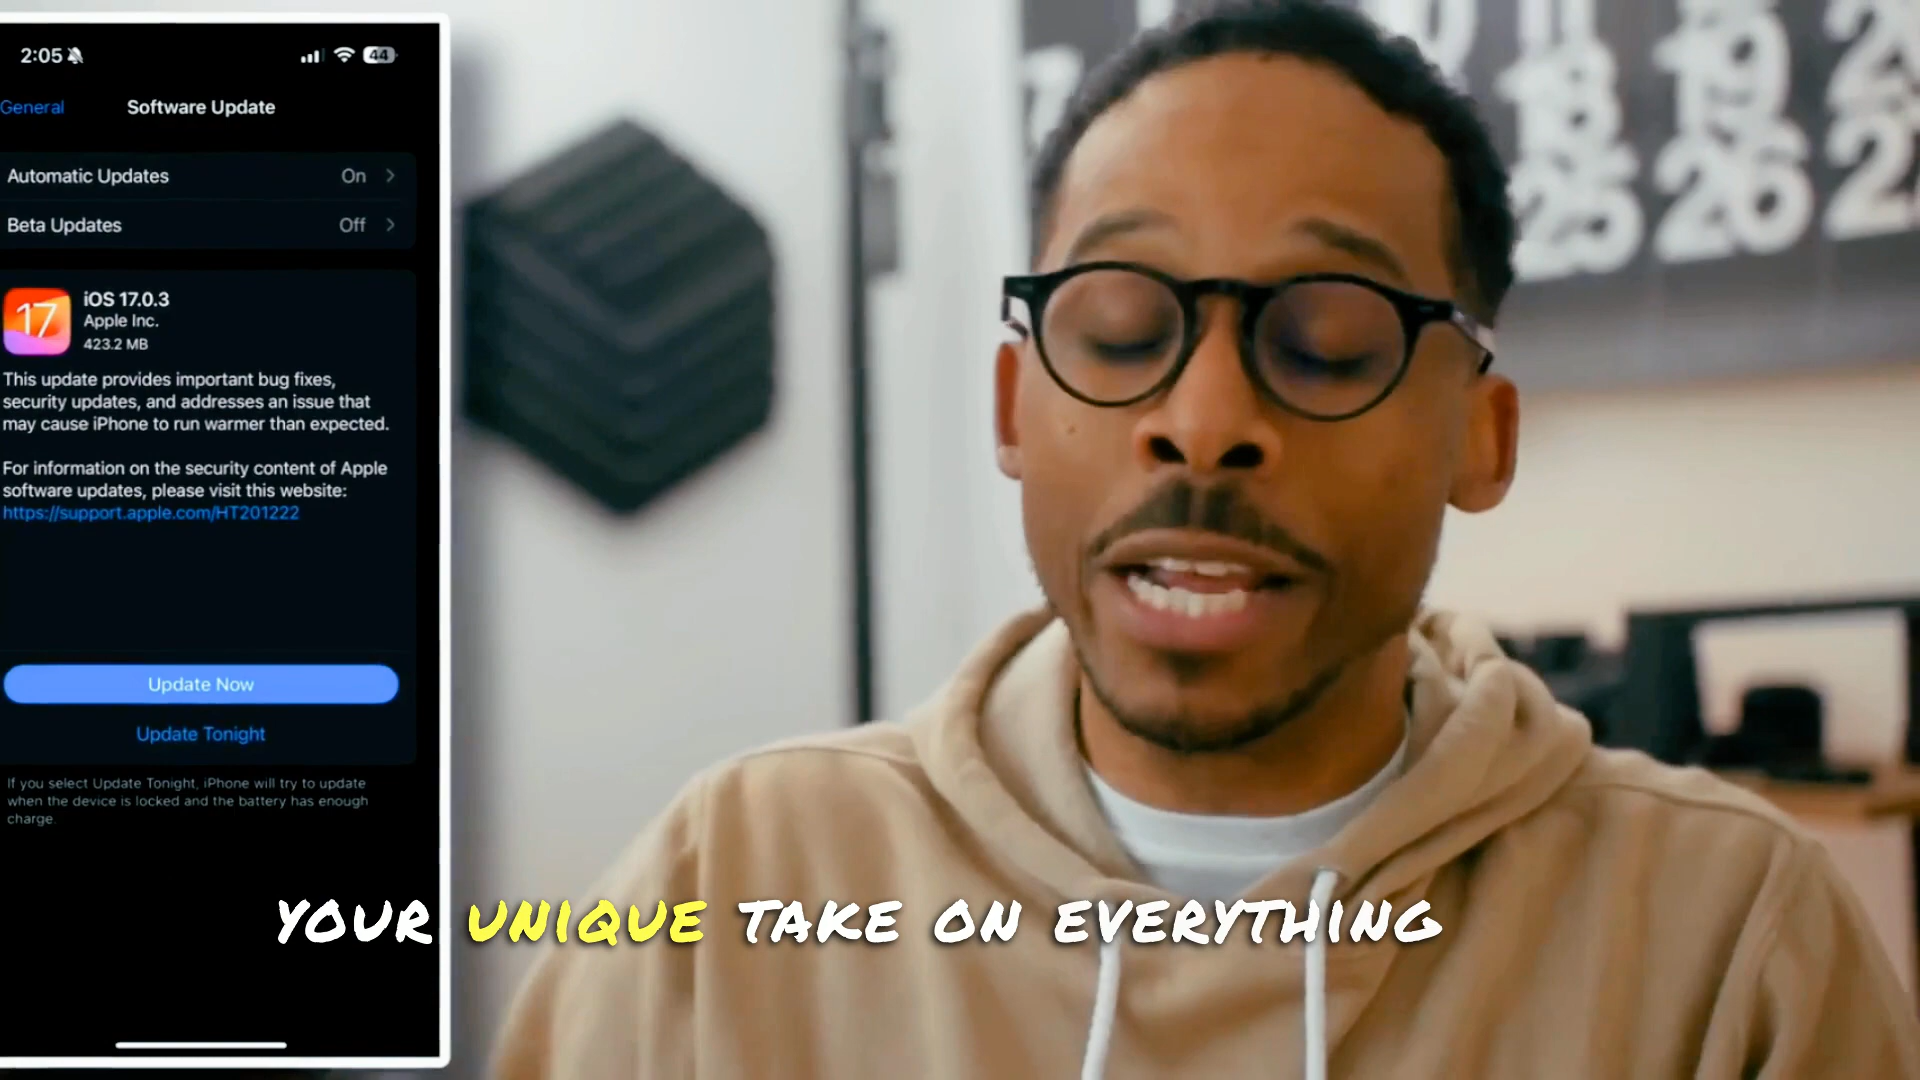 2:05
44
General
Software Update
Automatic Updates
On
Beta Updates
Off
17
iOS 17.0.3
Apple Inc.
423.2 MB
This update provides important bug fixes,
security updates, and addresses an issue that
may cause iPhone to run warmer than expected.
For information on the security content of Apple
software updates, please visit this website:
https://support.apple.com/HT201222
Update Now
Update Tonight
If you select Update Tonight, iPhone will try to update
when the device is locked and the battery has enough
charge.
18 19
25 26
YOUR UNIQUE TAKE ON EVERYTHING